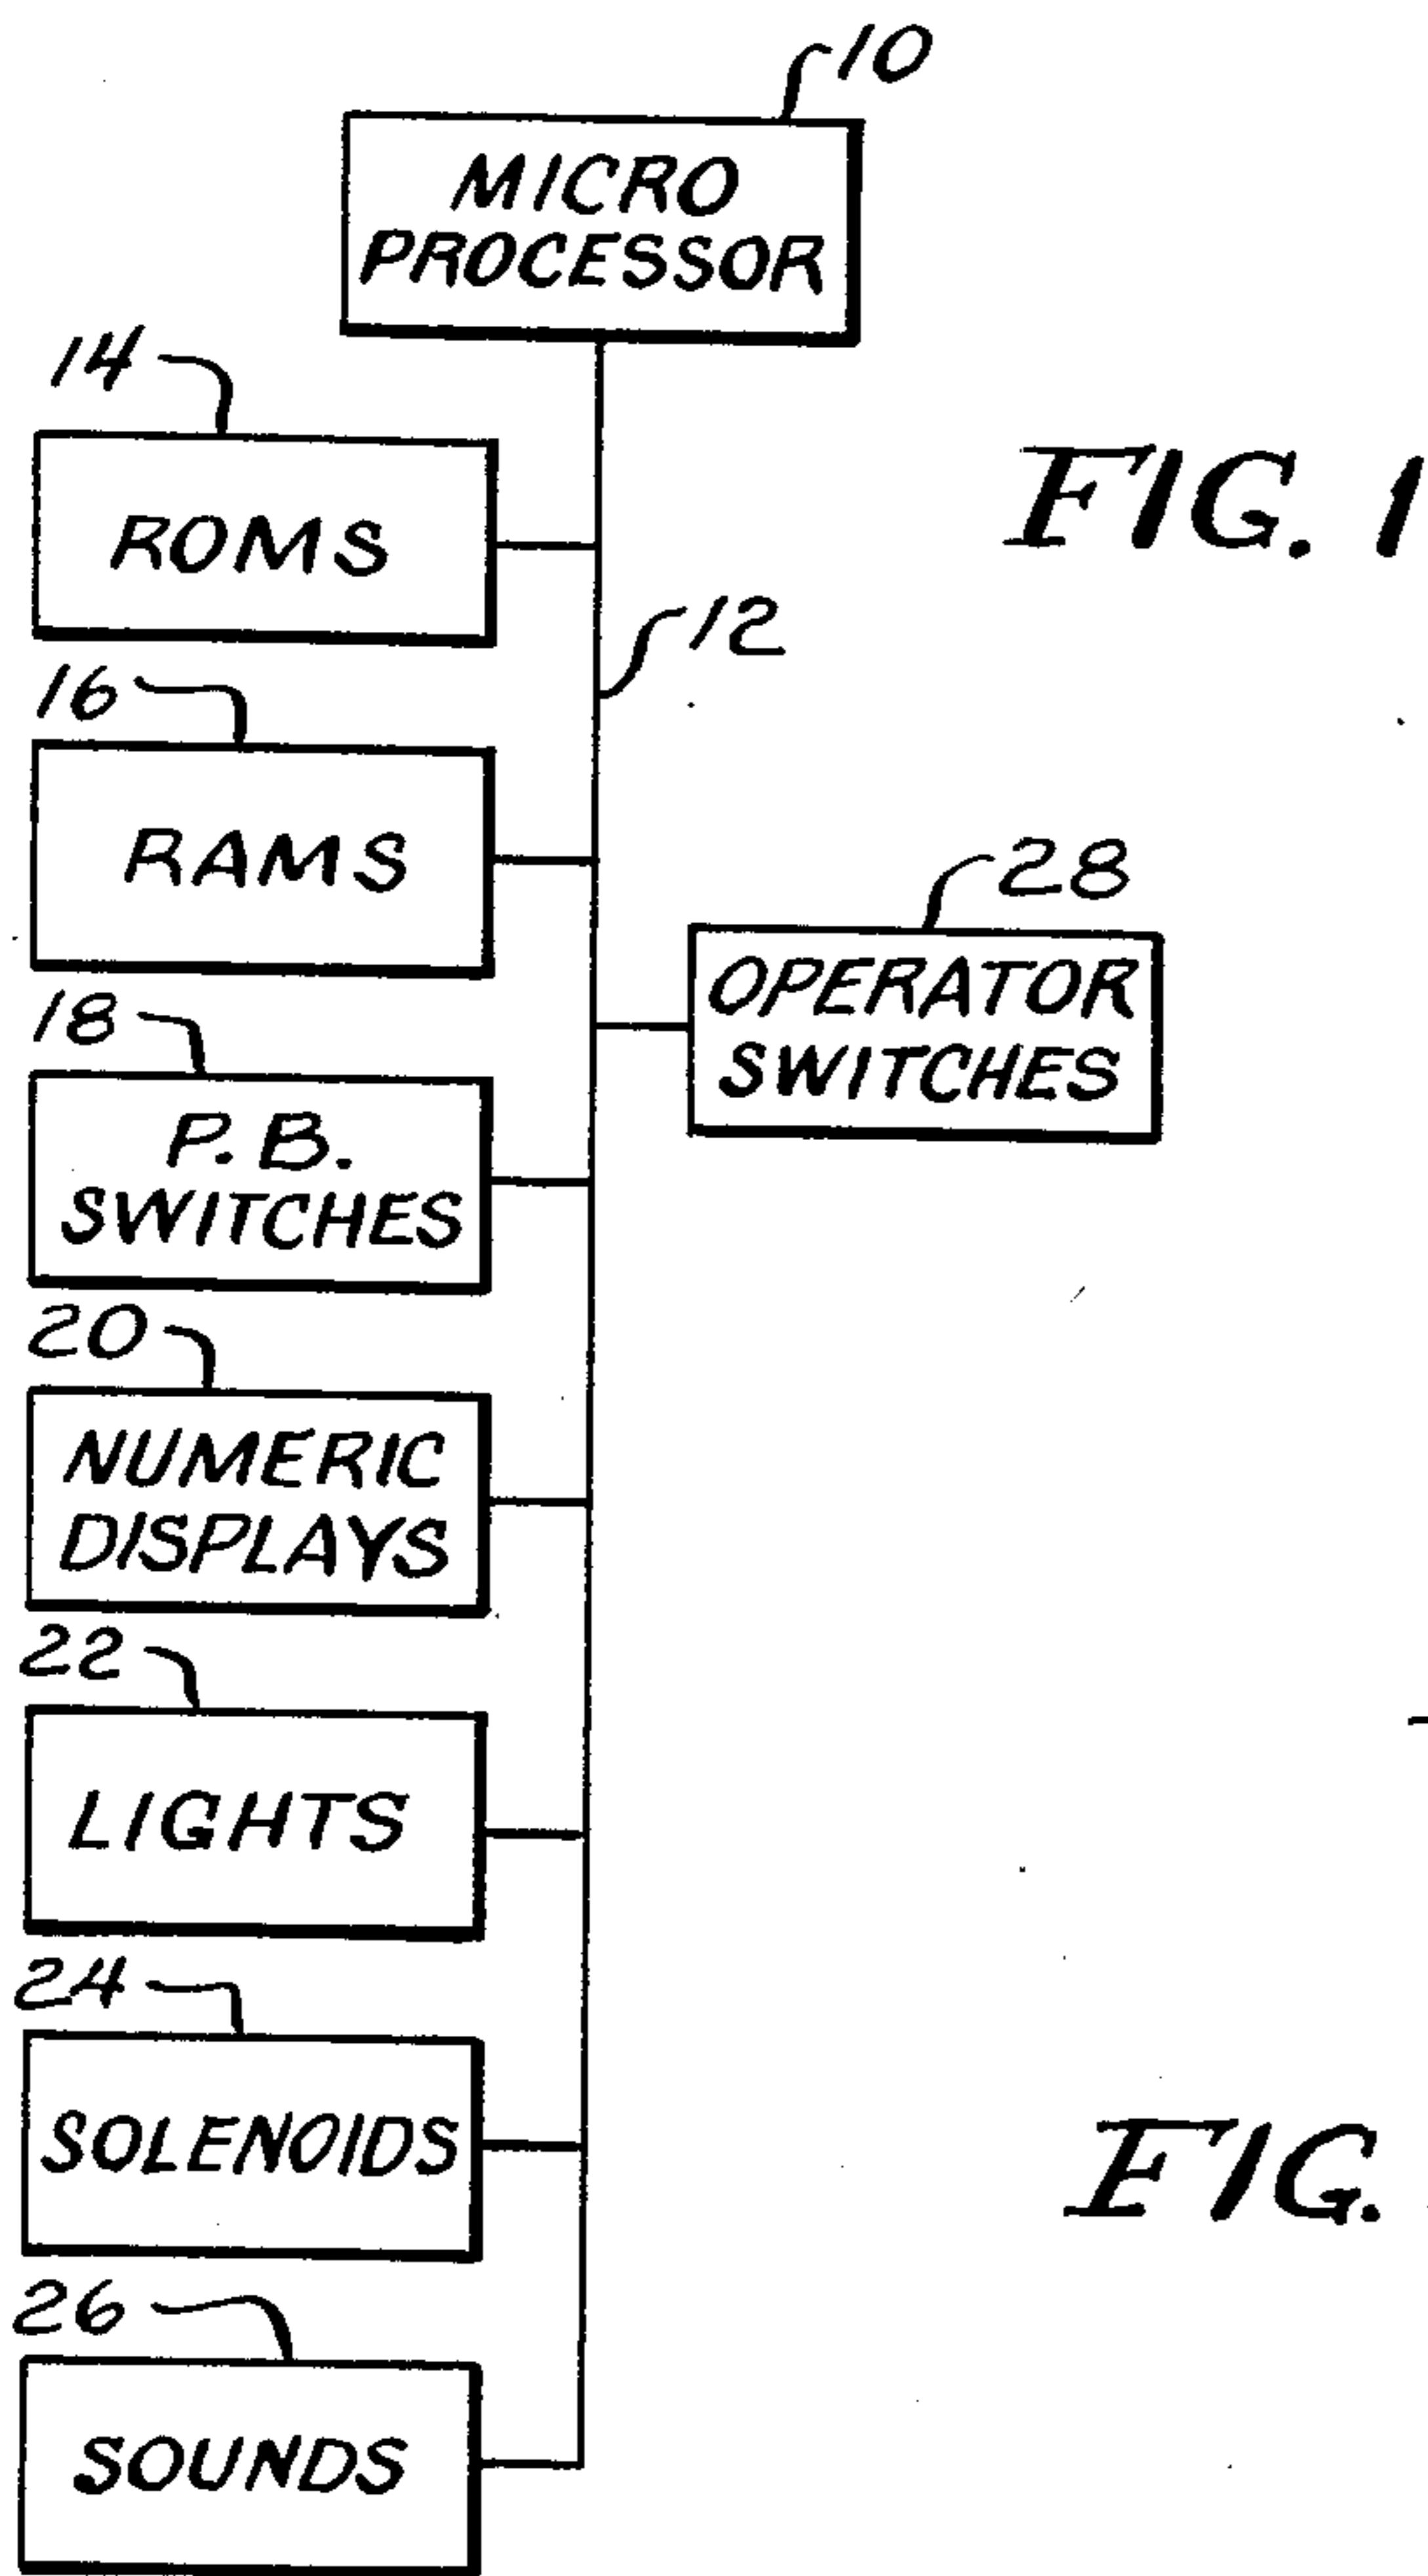 10
MICRO
PROCESSOR
14
ROMS
FIG. 1
12
16
RAMS
28
OPERATOR
SWITCHES
18
P.B.
SWITCHES
20
NUMERIC
DISPLAYS
22
LIGHTS
24
SOLENOIDS
FIG.
26
SOUNDS